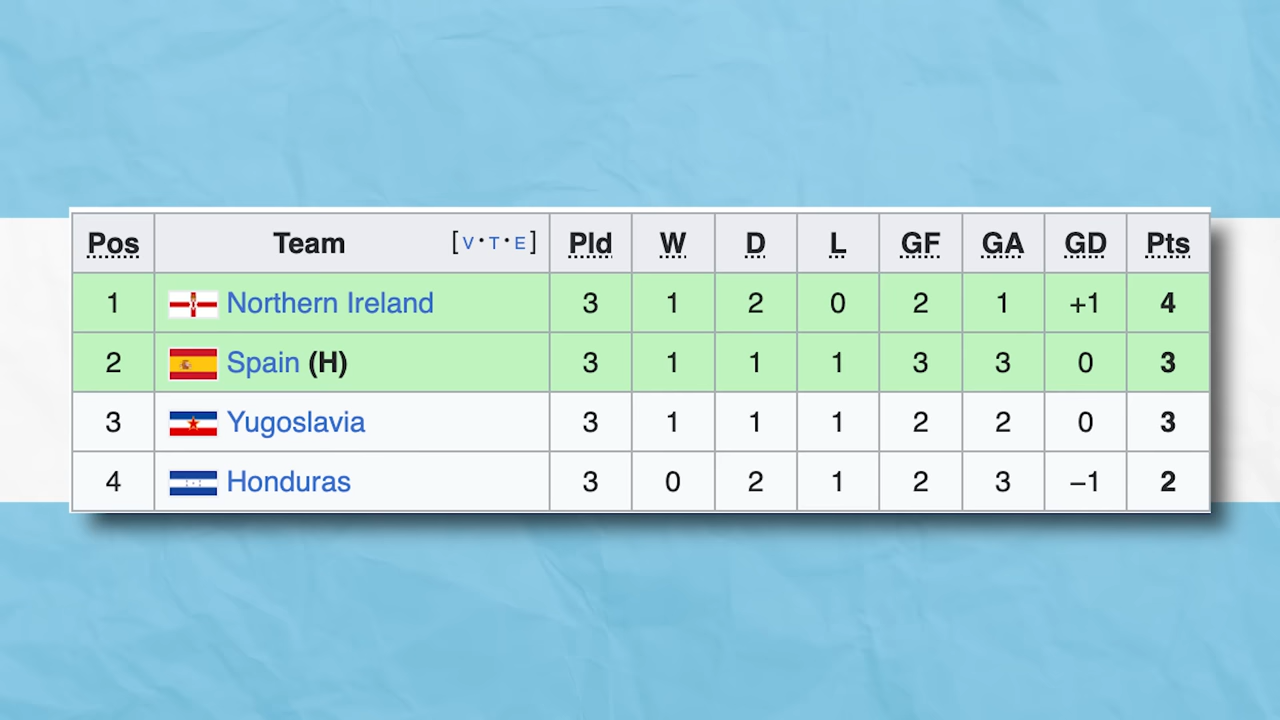 Pos Team [V·T·E] Pld W D L GF GA GD Pts
1 Northern Ireland 3 1 2 0 2 1 +1 4
2 Spain (H) 3 1 1 1 3 3 0 3
3 Yugoslavia 3 1 1 1 2 2 0 3
4 Honduras 3 0 2 1 2 3 −1 2